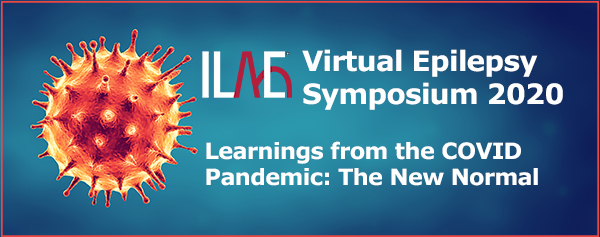 ILAE Virtual Epilepsy
Symposium 2020
Learnings from the COVID
Pandemic: The New Normal